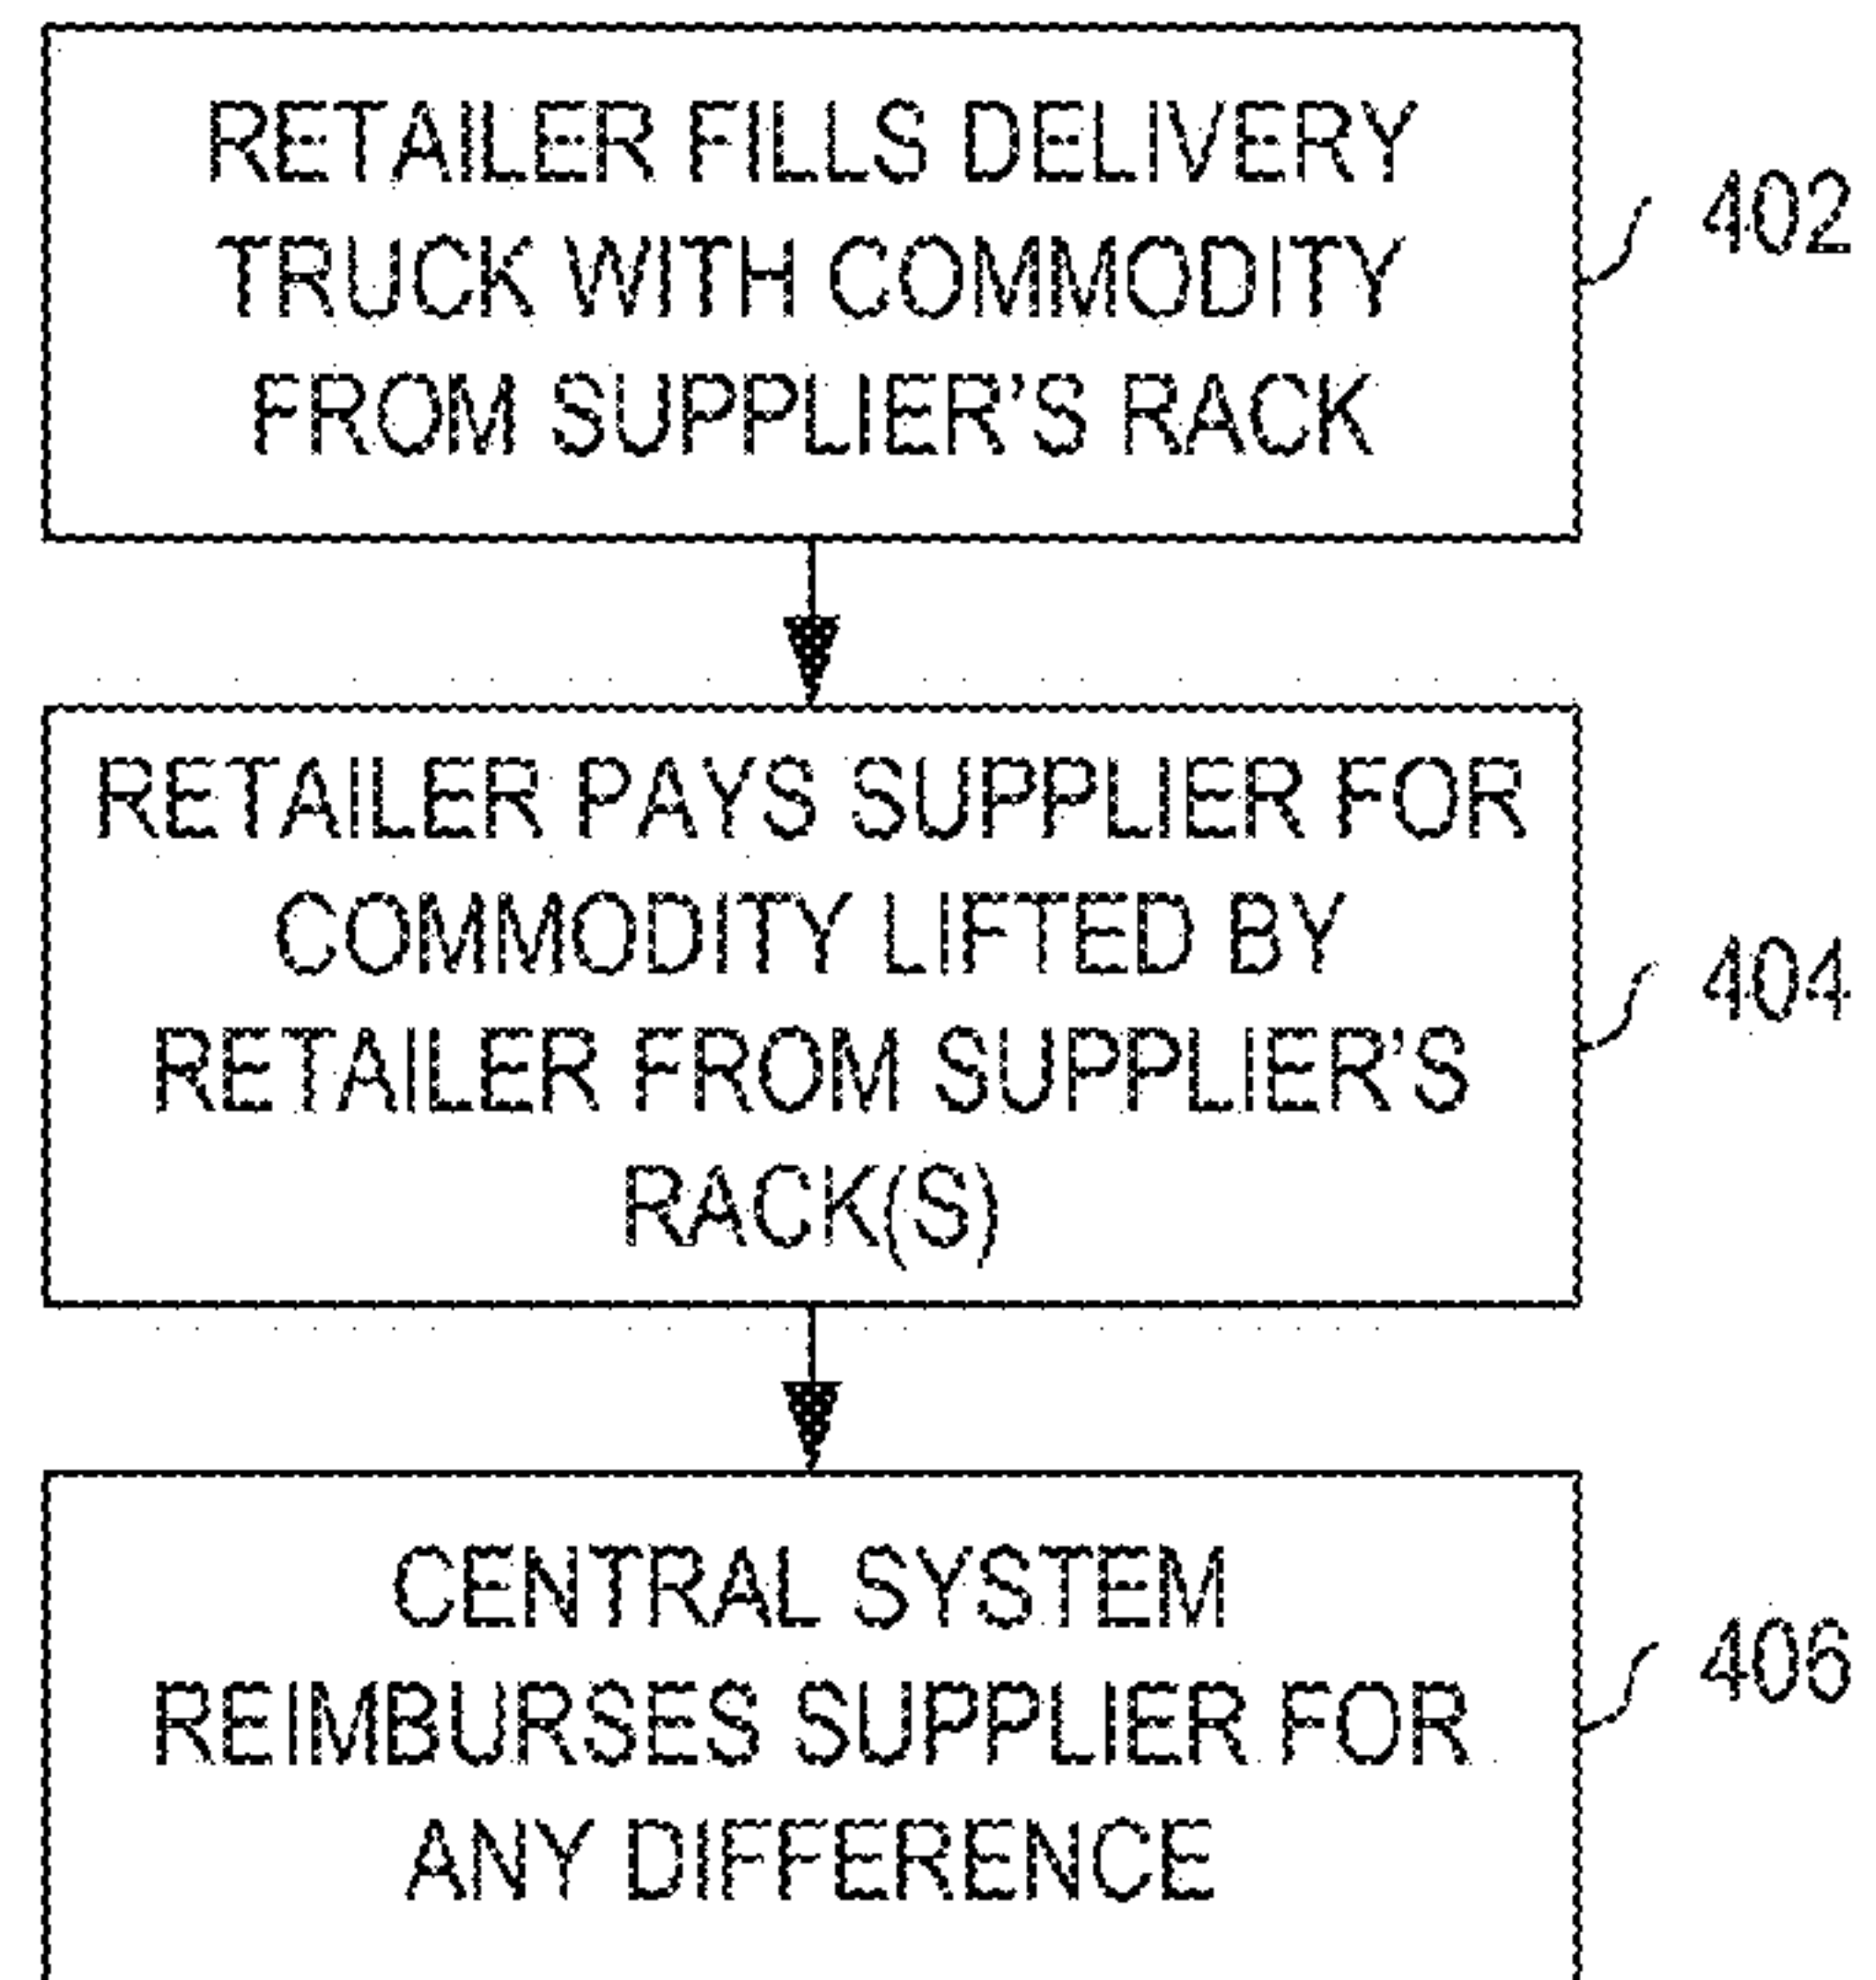 RETAILER FILLS DELIVERY
TRUCK WITH COMMODITY
FROM SUPPLIER'S RACK
402
RETAILER PAYS SUPPLIER FOR
COMMODITY LIFTED BY
RETAILER FROM SUPPLIER'S
RACK(S)
404
CENTRAL SYSTEM
REIMBURSES SUPPLIER FOR
ANY DIFFERENCE
406